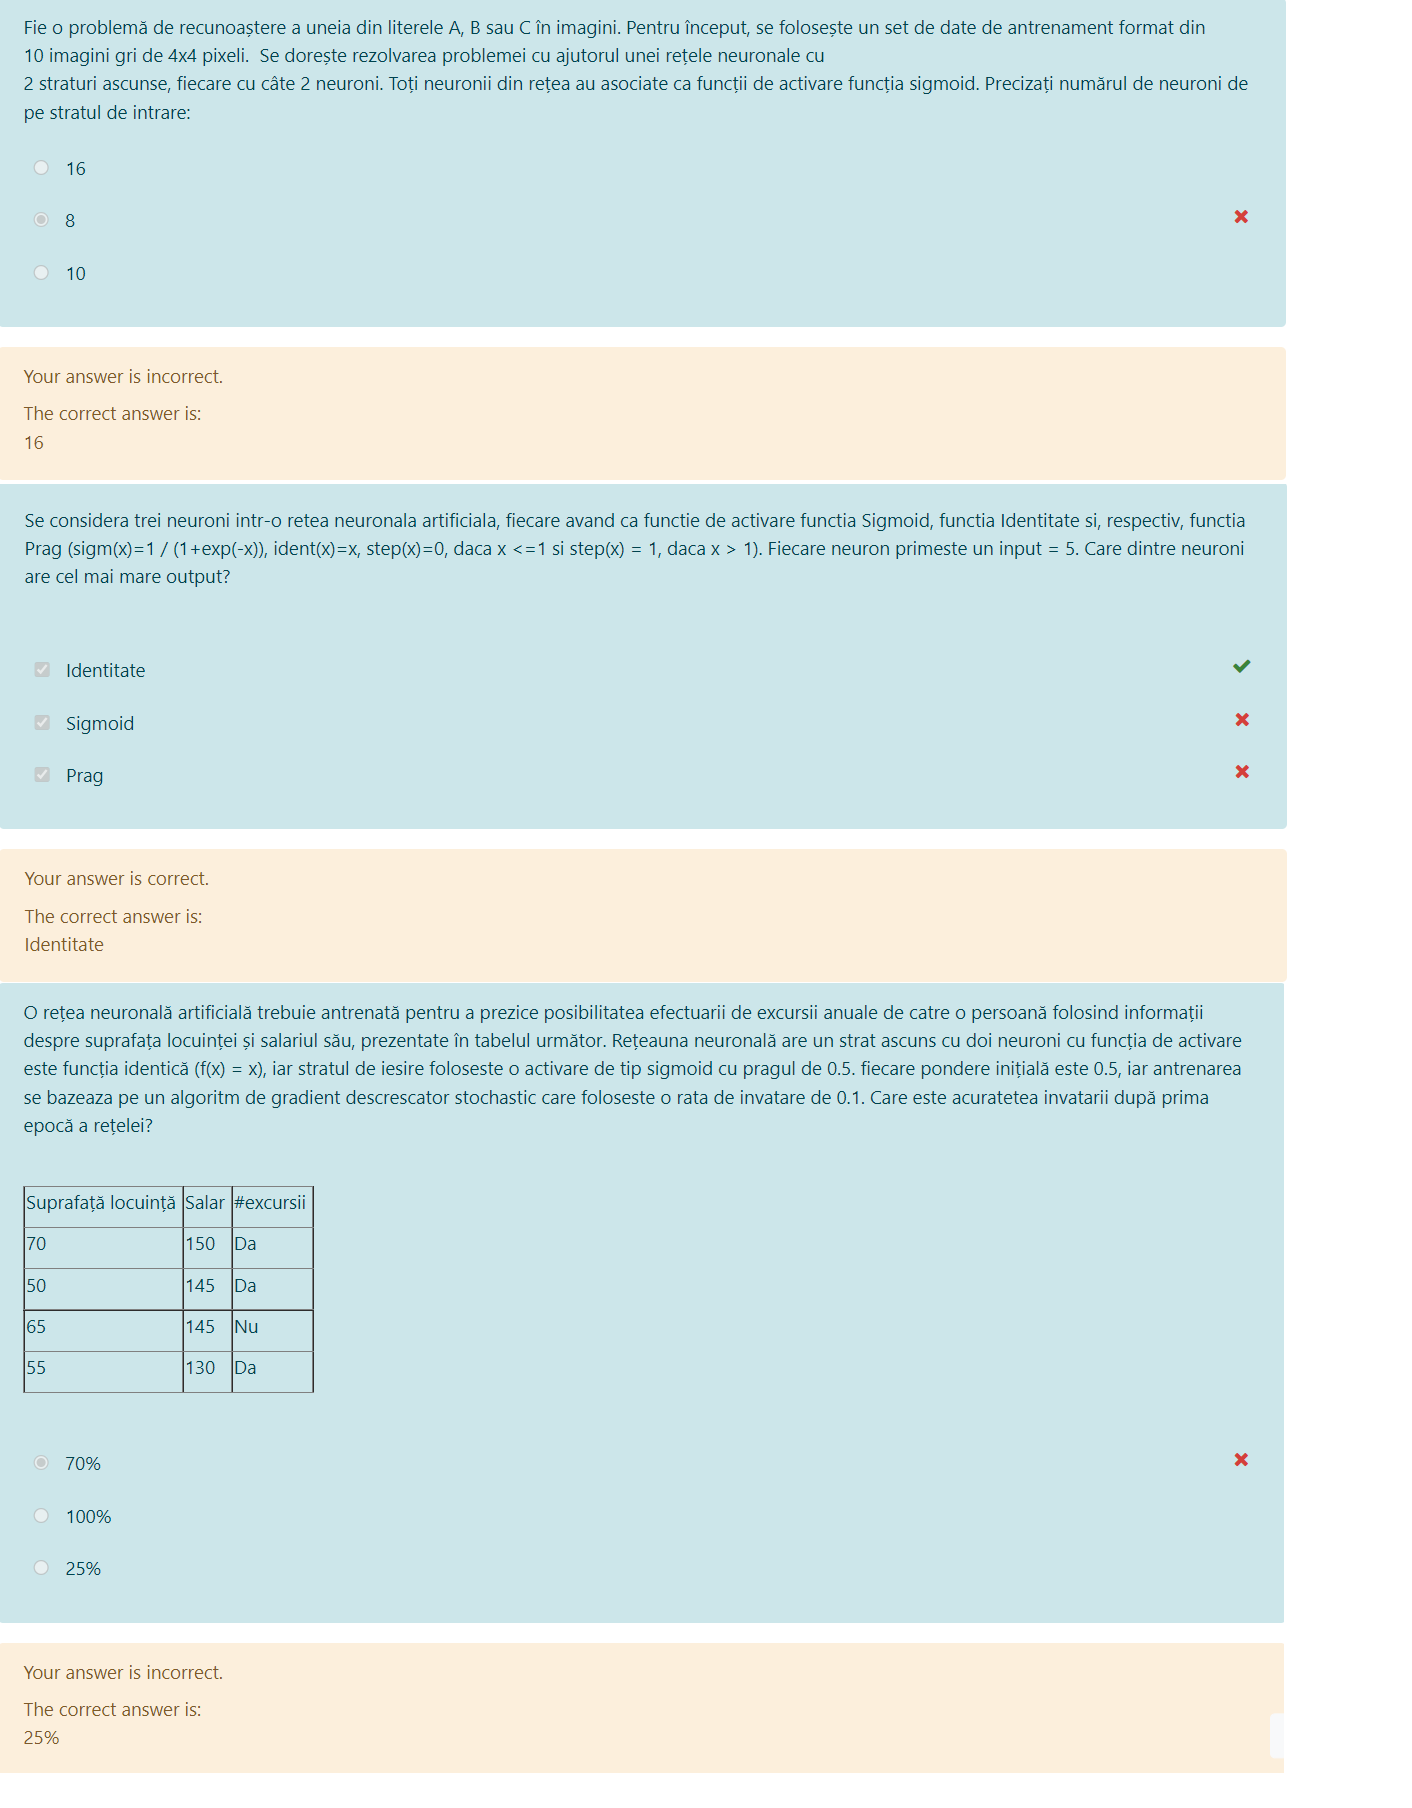 Fie o problemă de recunoaștere a uneia din literele A, B sau C în imagini. Pentru început, se folosește un set de date de antrenament format din
10 imagini gri de 4x4 pixeli.  Se dorește rezolvarea problemei cu ajutorul unei rețele neuronale cu
2 straturi ascunse, fiecare cu câte 2 neuroni. Toți neuronii din rețea au asociate ca funcții de activare funcția sigmoid. Precizați numărul de neuroni de
pe stratul de intrare:
16
8
10
Your answer is incorrect.
The correct answer is:
16
Se considera trei neuroni intr-o retea neuronala artificiala, fiecare avand ca functie de activare functia Sigmoid, functia Identitate si, respectiv, functia
Prag (sigm(x)=1 / (1+exp(-x)), ident(x)=x, step(x)=0, daca x <=1 si step(x) = 1, daca x > 1). Fiecare neuron primeste un input = 5. Care dintre neuroni
are cel mai mare output?
Identitate
Sigmoid
Prag
Your answer is correct.
The correct answer is:
Identitate
O rețea neuronală artificială trebuie antrenată pentru a prezice posibilitatea efectuarii de excursii anuale de catre o persoană folosind informații
despre suprafața locuinței și salariul său, prezentate în tabelul următor. Rețeauna neuronală are un strat ascuns cu doi neuroni cu funcția de activare
este funcția identică (f(x) = x), iar stratul de iesire foloseste o activare de tip sigmoid cu pragul de 0.5. fiecare pondere inițială este 0.5, iar antrenarea
se bazeaza pe un algoritm de gradient descrescator stochastic care foloseste o rata de invatare de 0.1. Care este acuratetea invatarii după prima
epocă a rețelei?
Suprafață locuință Salar #excursii
70 150 Da
50 145 Da
65 145 Nu
55 130 Da
70%
100%
25%
Your answer is incorrect.
The correct answer is:
25%